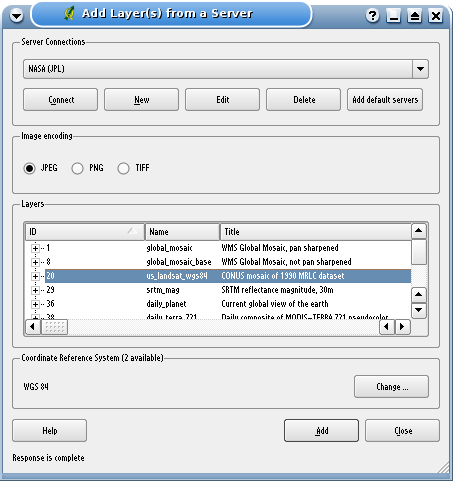 Add Layer(s) from a Server
Server Connections
NASA (JPL)
Connect New Edit Delete Add default servers
Image encoding
JPEG PNG TIFF
Layers
ID Name Title
1 global_mosaic WMS Global Mosaic, pan sharpened
8 global_mosaic_base WMS Global Mosaic, not pan sharpened
20 us_landsat_wgs84 CONUS mosaic of 1990 MRLC dataset
29 srtm_mag SRTM reflectance magnitude, 30m
36 daily_planet Current global view of the earth
38 daily_terra_721 Daily composite of MODIS-TERRA 721 pseudocolor
Coordinate Reference System (2 available)
WGS 84 Change ...
Help Add Close
Response is complete